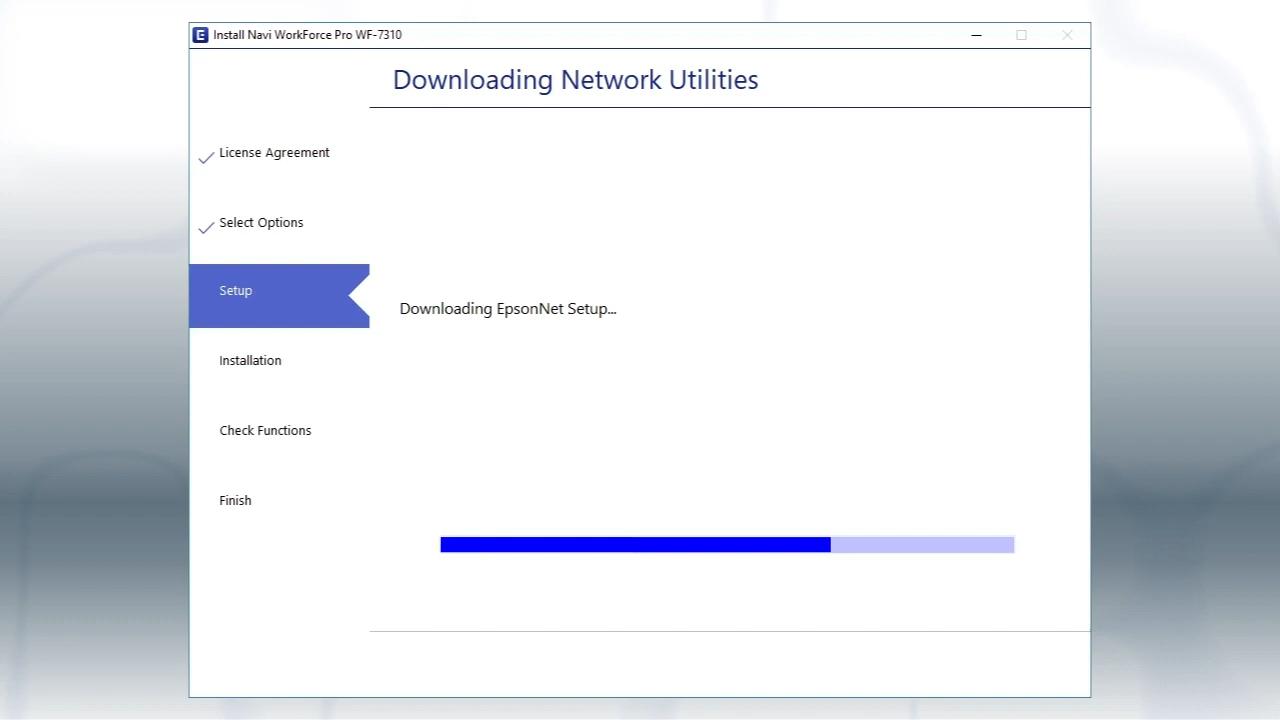 Install Navi WorkForce Pro WF-7310
Downloading Network Utilities
License Agreement
Select Options
Setup
Downloading EpsonNet Setup...
Installation
Check Functions
Finish